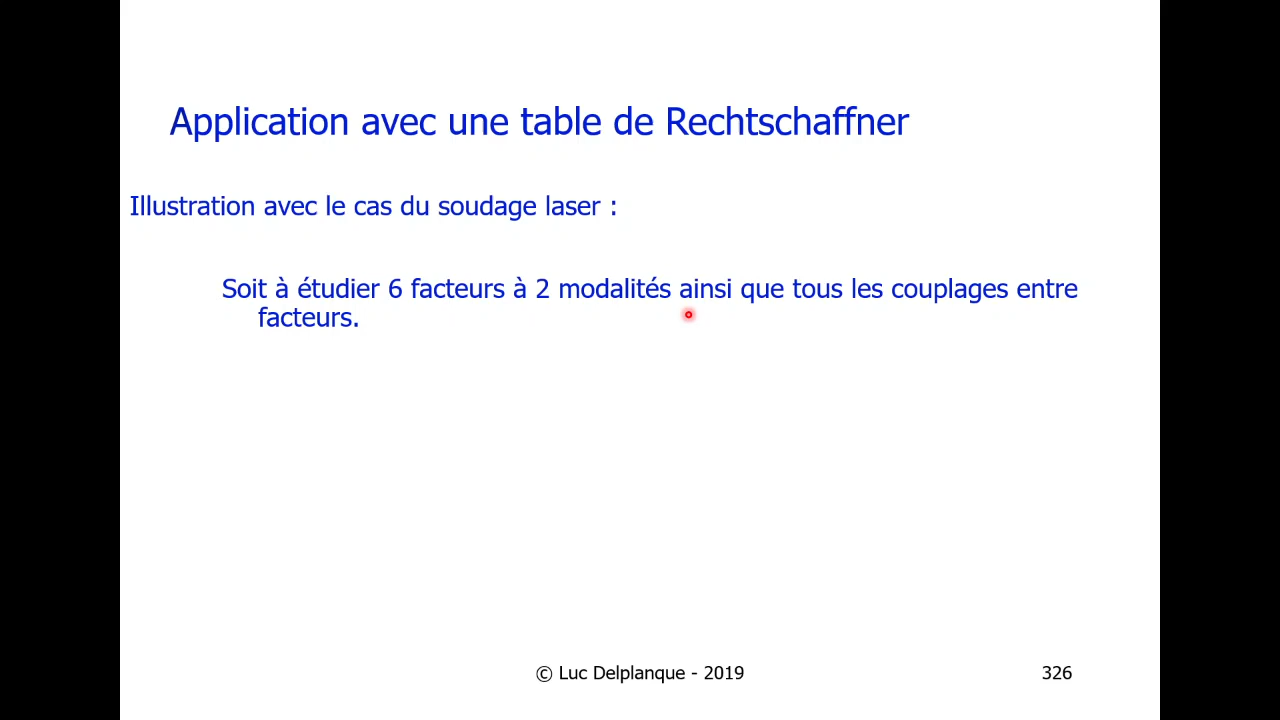 Application avec une table de Rechtschaffner
Illustration avec le cas du soudage laser :
Soit à étudier 6 facteurs à 2 modalités ainsi que tous les couplages entre
facteurs.
© Luc Delplanque - 2019
326